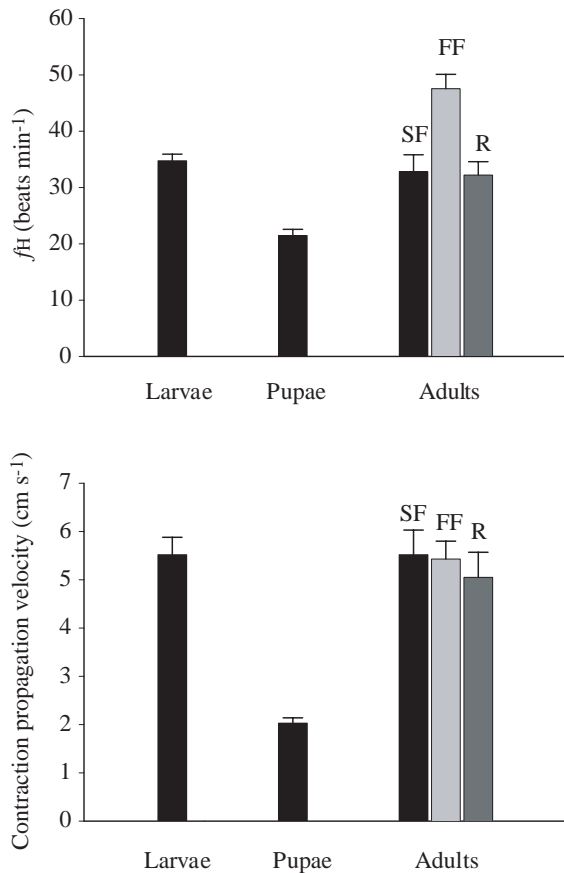 60
50
40
30
20
10
0
fH (beats min-1)
SF
FF
R
Larvae
Pupae
Adults
7
6
5
4
3
2
1
0
Contraction propagation velocity (cm s-1)
SF
FF
R
Larvae
Pupae
Adults